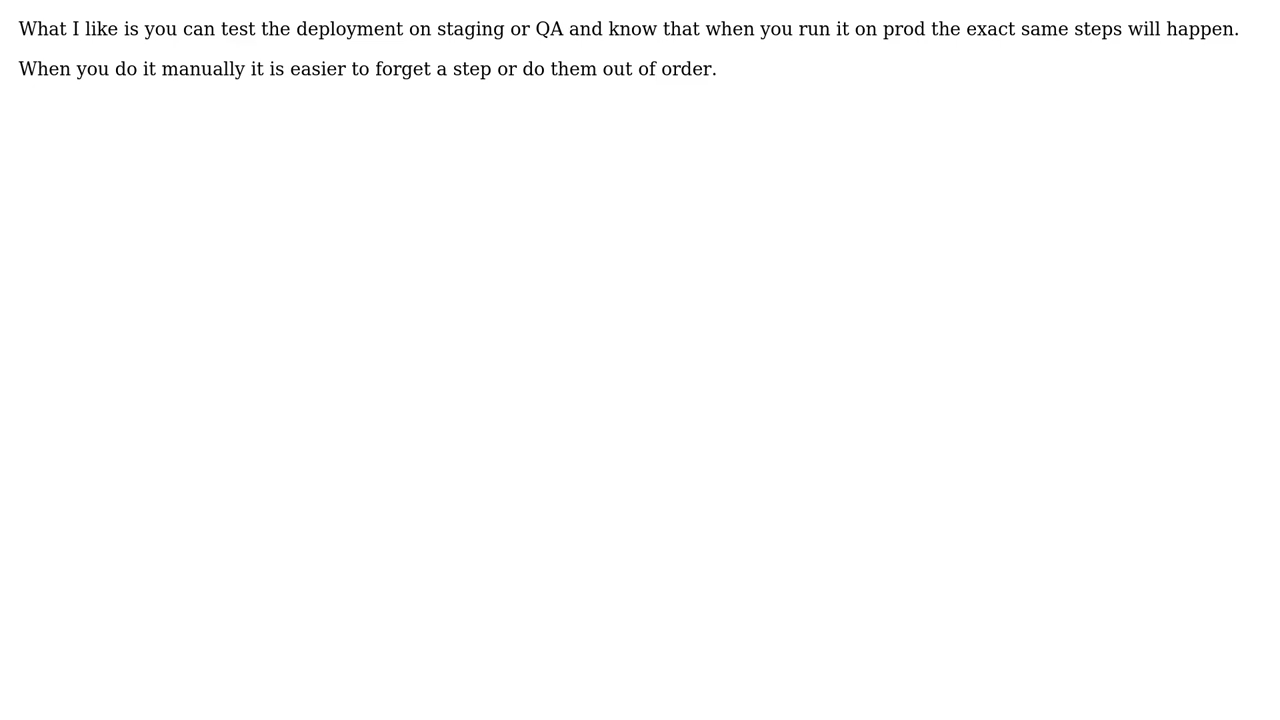 What I like is you can test the deployment on staging or QA and know that when you run it on prod the exact same steps will happen.
When you do it manually it is easier to forget a step or do them out of order.